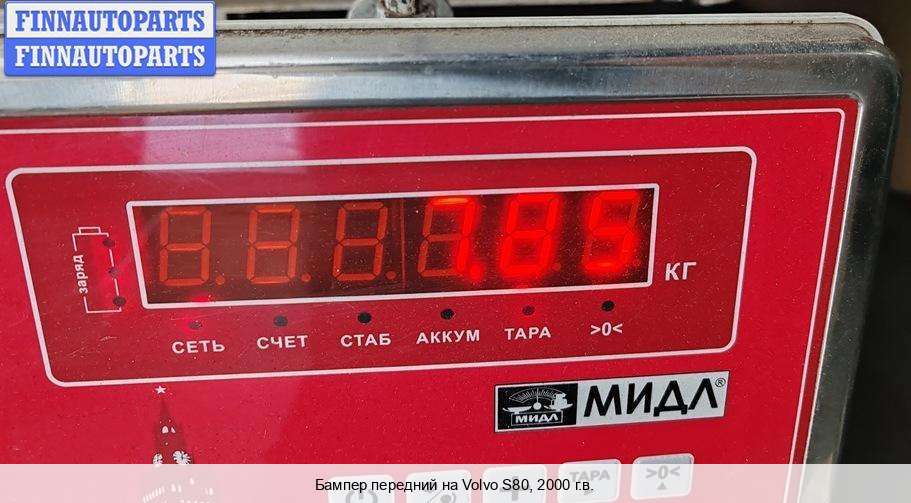 FINNAUTOPARTS
FINNAUTOPARTS
7.85
КГ
заряд
СЕТЬ СЧЕТ СТАБ АККУМ ТАРА >0<
МИДЛ МИДЛ®
ТАРА >0<
Бампер передний на Volvo S80, 2000 г.в.